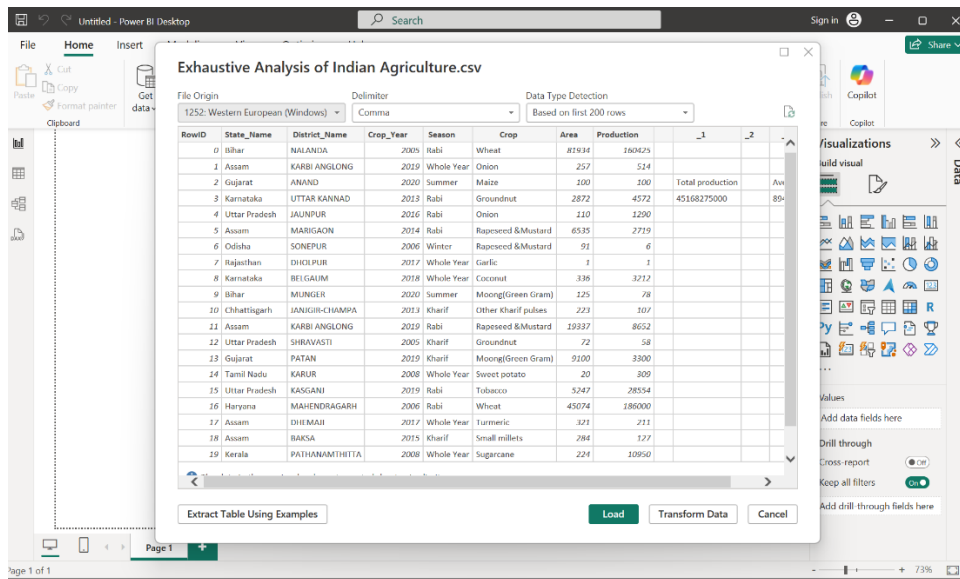 Untitled - Power BI Desktop
Search
Sign in
File
Home
Insert
Share
Exhaustive Analysis of Indian Agriculture.csv
Paste
Cut
Copy
Format painter
Clipboard
Get
data
File Origin
Delimiter
Data Type Detection
1252: Western European (Windows)
Comma
Based on first 200 rows
Copilot
Copilot
RowID State_Name District_Name Crop_Year Season Crop Area Production _1 _2
0 Bihar NALANDA 2005 Rabi Wheat 81934 160425
1 Assam KARBI ANGLONG 2019 Whole Year Onion 257 514
2 Gujarat ANAND 2020 Summer Maize 100 100 Total production
3 Karnataka UTTAR KANNAD 2013 Rabi Groundnut 2872 4572 45168275000
4 Uttar Pradesh JAUNPUR 2016 Rabi Onion 110 1290
5 Assam MARIGAON 2014 Rabi Rapeseed &Mustard 6535 2719
6 Odisha SONEPUR 2006 Winter Rapeseed &Mustard 91 6
7 Rajasthan DHOLPUR 2017 Whole Year Garlic 1 1
8 Karnataka BELGAUM 2018 Whole Year Coconut 336 3212
9 Bihar MUNGER 2020 Summer Moong(Green Gram) 125 78
10 Chhattisgarh JANJGIR-CHAMPA 2013 Kharif Other Kharif pulses 223 107
11 Assam KARBI ANGLONG 2019 Rabi Rapeseed &Mustard 19337 8652
12 Uttar Pradesh SHRAVASTI 2005 Kharif Groundnut 72 58
13 Gujarat PATAN 2019 Kharif Moong(Green Gram) 9100 3300
14 Tamil Nadu KARUR 2008 Whole Year Sweet potato 20 309
15 Uttar Pradesh KASGANJ 2019 Rabi Tobacco 5247 28554
16 Haryana MAHENDRAGARH 2006 Rabi Wheat 45074 186000
17 Assam DHEMAJI 2017 Whole Year Turmeric 321 211
18 Assam BAKSA 2015 Kharif Small millets 284 127
19 Kerala PATHANAMTHITTA 2008 Whole Year Sugarcane 224 10950
Extract Table Using Examples
Load
Transform Data
Cancel
Visualizations
Data
Build visual
R
Py
Values
Add data fields here
Drill through
Cross-report
Off
Keep all filters
On
Add drill-through fields here
Page 1
Page 1 of 1
73%